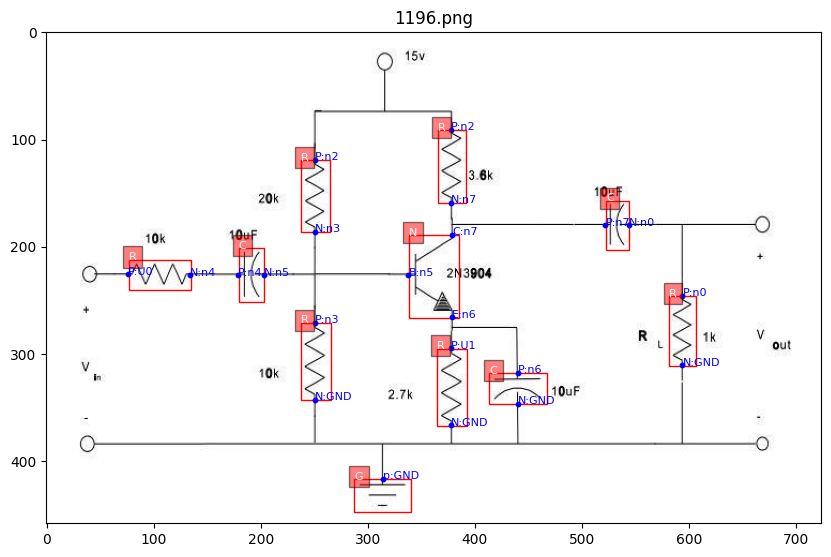 1196.png
0
15v
R P:n2
P:n2
R
100
R P:n2
3.6k
20k
10uF
C
N:n7
10k
10uF
N:n3
N
C:n7
P:n7 N:n0
200
R
C
+
P:U0
N:n4
P:n4 N:n5
B:n5
2N3904
R P:n0
+
R P:n3
E:n6
300
R P:U1
R L
1k
V out
V in
10k
2.7k
C P:n6
10uF
N:GND
-
N:GND
N:GND
N:GND
-
400
G p:GND
0 100 200 300 400 500 600 700